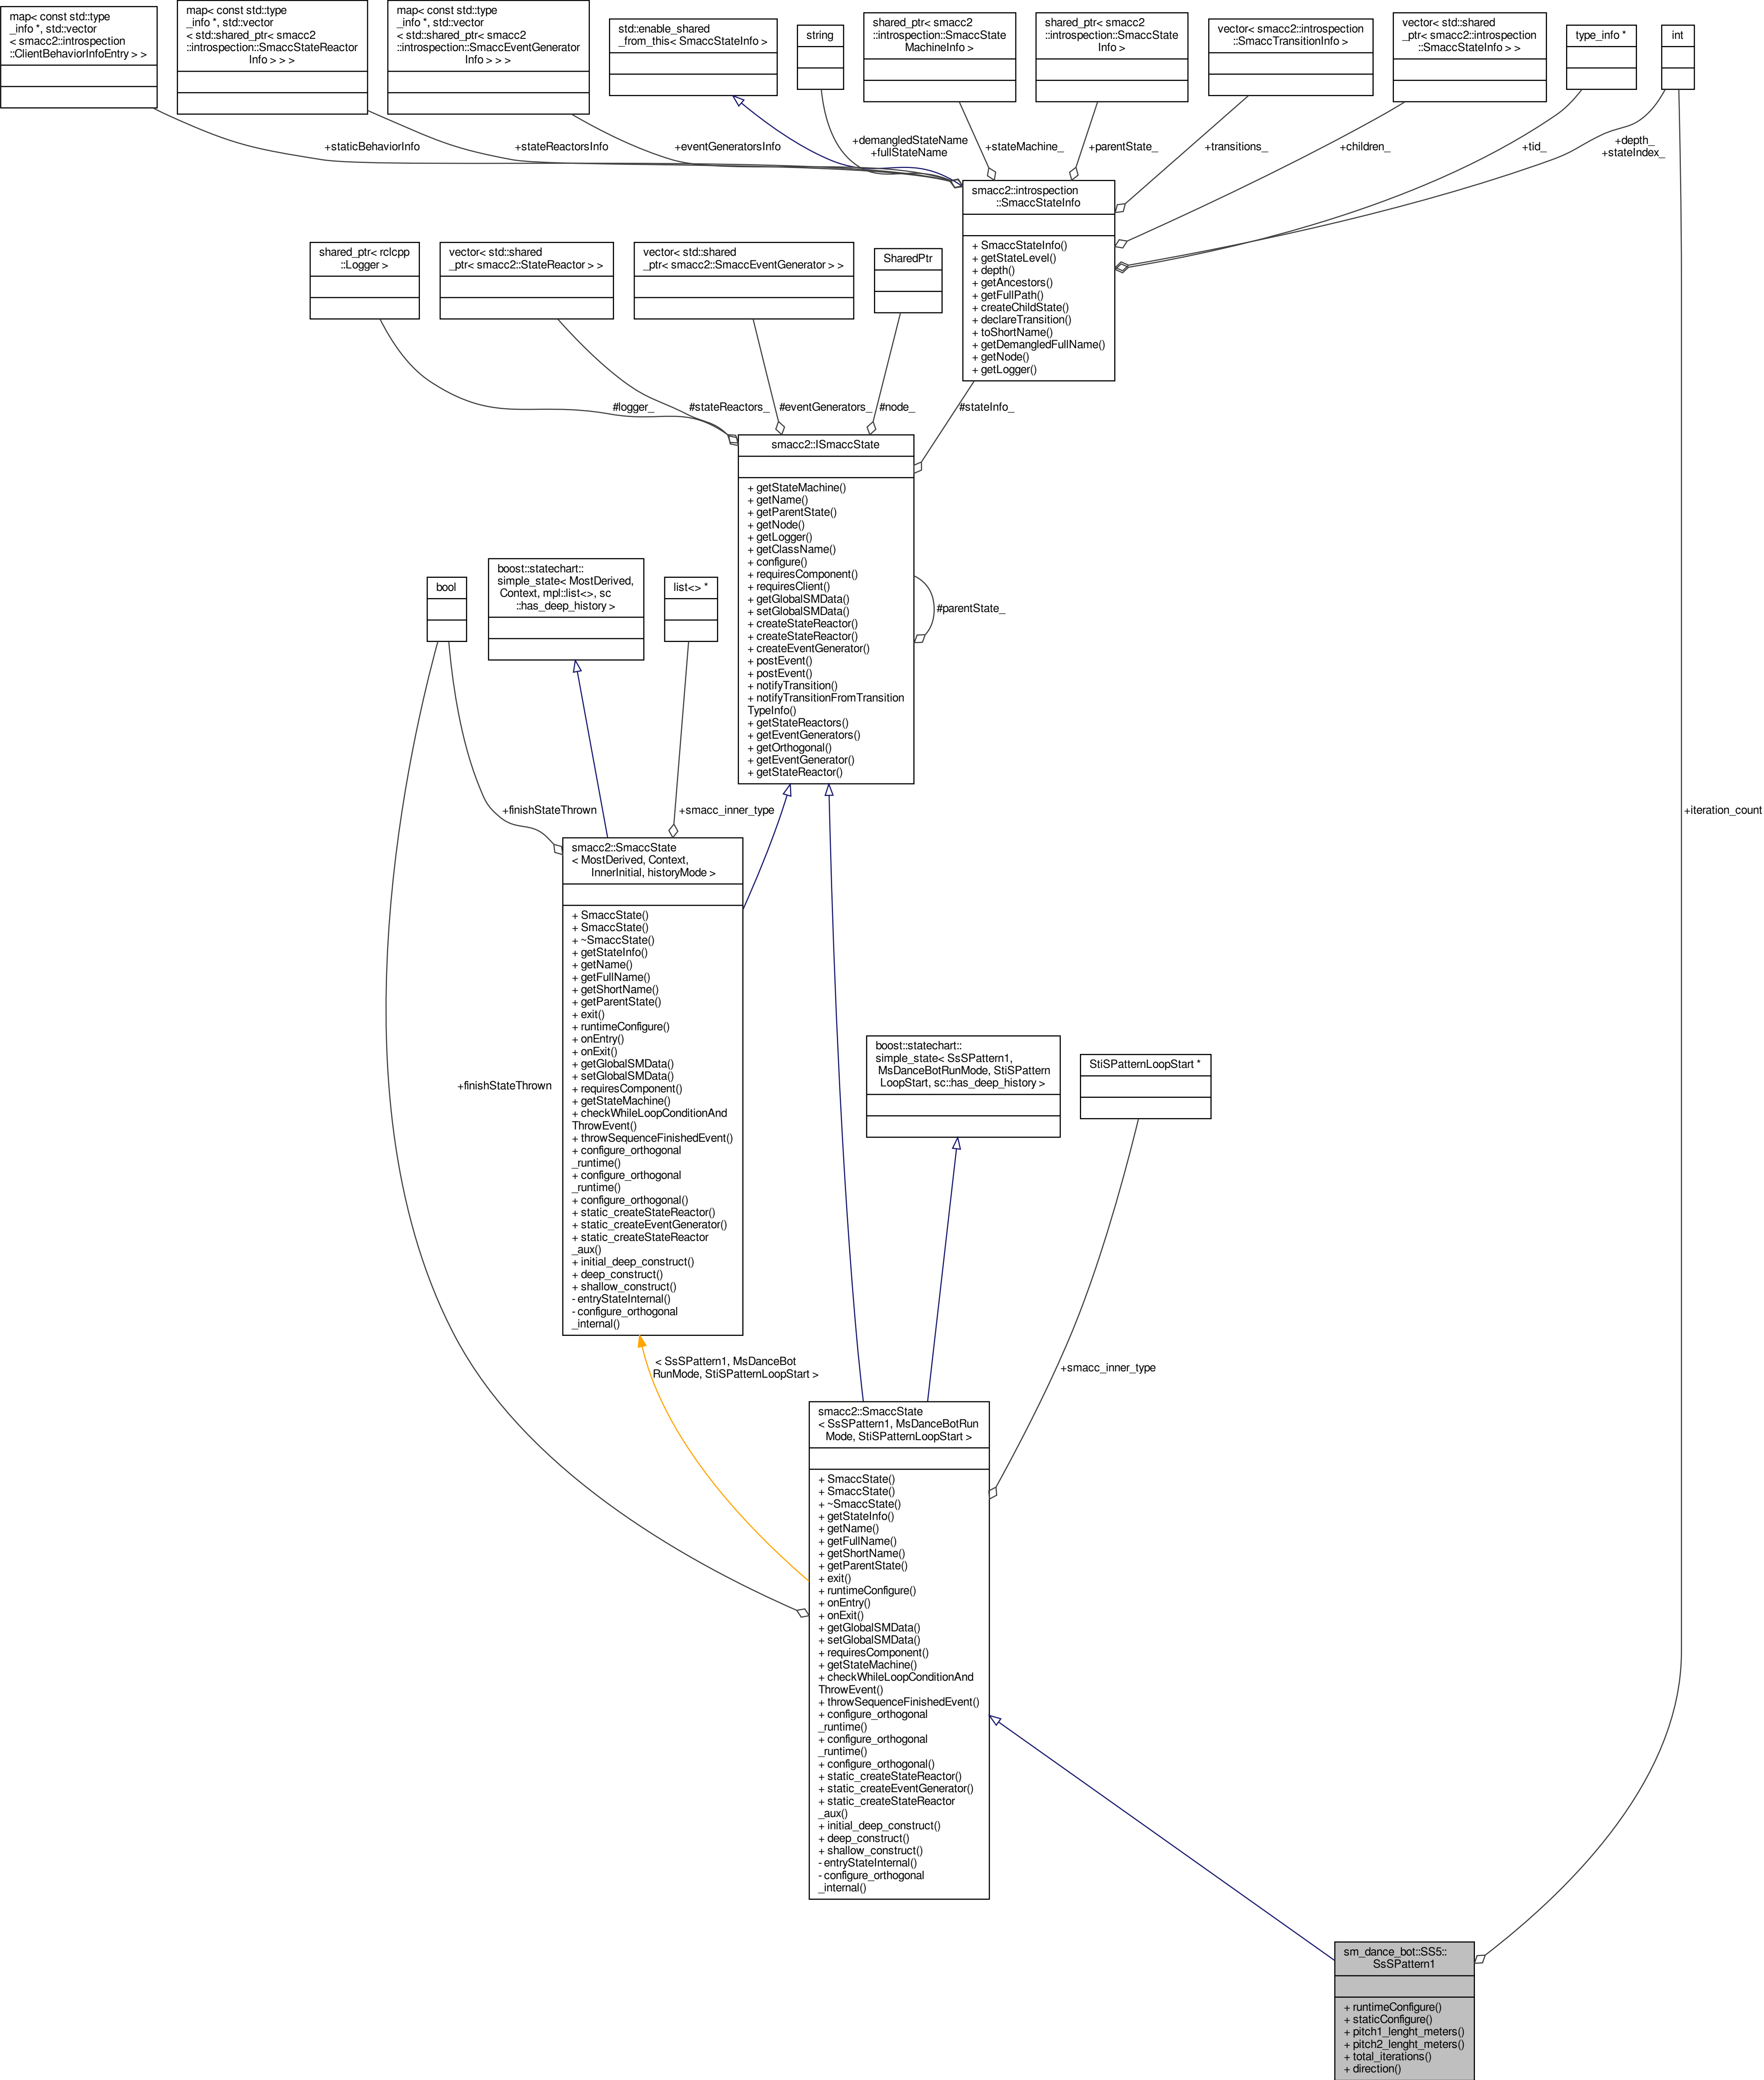 map< const std::type
_info *, std::vector
< smacc2::introspection
::ClientBehaviorInfoEntry > >
map< const std::type
_info *, std::vector
< std::shared_ptr< smacc2
::introspection::SmaccStateReactor
Info > > >
map< const std::type
_info *, std::vector
< std::shared_ptr< smacc2
::introspection::SmaccEventGenerator
Info > > >
std::enable_shared
_from_this< SmaccStateInfo >
string
shared_ptr< smacc2
::introspection::SmaccState
MachineInfo >
shared_ptr< smacc2
::introspection::SmaccState
Info >
vector< smacc2::introspection
::SmaccTransitionInfo >
vector< std::shared
_ptr< smacc2::introspection
::SmaccStateInfo > >
type_info *
int
+staticBehaviorInfo
+stateReactorsInfo
+eventGeneratorsInfo
+demangledStateName
+fullStateName
+stateMachine_
+parentState_
+transitions_
+children_
+tid_
+depth_
+stateIndex_
smacc2::introspection
::SmaccStateInfo
+ SmaccStateInfo()
+ getStateLevel()
+ depth()
+ getAncestors()
+ getFullPath()
+ createChildState()
+ declareTransition()
+ toShortName()
+ getDemangledFullName()
+ getNode()
+ getLogger()
shared_ptr< rclcpp
::Logger >
vector< std::shared
_ptr< smacc2::StateReactor > >
vector< std::shared
_ptr< smacc2::SmaccEventGenerator > >
SharedPtr
#logger_
#stateReactors_
#eventGenerators_
#node_
#stateInfo_
smacc2::ISmaccState
+ getStateMachine()
+ getName()
+ getParentState()
+ getNode()
+ getLogger()
+ getClassName()
+ configure()
+ requiresComponent()
+ requiresClient()
+ getGlobalSMData()
+ setGlobalSMData()
+ createStateReactor()
+ createStateReactor()
+ createEventGenerator()
+ postEvent()
+ postEvent()
+ notifyTransition()
+ notifyTransitionFromTransition
TypeInfo()
+ getStateReactors()
+ getEventGenerators()
+ getOrthogonal()
+ getEventGenerator()
+ getStateReactor()
#parentState_
bool
boost::statechart::
simple_state< MostDerived,
Context, mpl::list<>, sc
::has_deep_history >
list<> *
+finishStateThrown
+smacc_inner_type
+iteration_count
smacc2::SmaccState
< MostDerived, Context,
InnerInitial, historyMode >
+ SmaccState()
+ SmaccState()
+ ~SmaccState()
+ getStateInfo()
+ getName()
+ getFullName()
+ getShortName()
+ getParentState()
+ exit()
+ runtimeConfigure()
+ onEntry()
+ onExit()
+ getGlobalSMData()
+ setGlobalSMData()
+ requiresComponent()
+ getStateMachine()
+ checkWhileLoopConditionAnd
ThrowEvent()
+ throwSequenceFinishedEvent()
+ configure_orthogonal
_runtime()
+ configure_orthogonal
_runtime()
+ configure_orthogonal()
+ static_createStateReactor()
+ static_createEventGenerator()
+ static_createStateReactor
_aux()
+ initial_deep_construct()
+ deep_construct()
+ shallow_construct()
- entryStateInternal()
- configure_orthogonal
_internal()
+finishStateThrown
boost::statechart::
simple_state< SsSPattern1,
MsDanceBotRunMode, StiSPattern
LoopStart, sc::has_deep_history >
StiSPatternLoopStart *
< SsSPattern1, MsDanceBot
RunMode, StiSPatternLoopStart >
+smacc_inner_type
smacc2::SmaccState
< SsSPattern1, MsDanceBotRun
Mode, StiSPatternLoopStart >
+ SmaccState()
+ SmaccState()
+ ~SmaccState()
+ getStateInfo()
+ getName()
+ getFullName()
+ getShortName()
+ getParentState()
+ exit()
+ runtimeConfigure()
+ onEntry()
+ onExit()
+ getGlobalSMData()
+ setGlobalSMData()
+ requiresComponent()
+ getStateMachine()
+ checkWhileLoopConditionAnd
ThrowEvent()
+ throwSequenceFinishedEvent()
+ configure_orthogonal
_runtime()
+ configure_orthogonal
_runtime()
+ configure_orthogonal()
+ static_createStateReactor()
+ static_createEventGenerator()
+ static_createStateReactor
_aux()
+ initial_deep_construct()
+ deep_construct()
+ shallow_construct()
- entryStateInternal()
- configure_orthogonal
_internal()
sm_dance_bot::SS5::
SsSPattern1
+ runtimeConfigure()
+ staticConfigure()
+ pitch1_lenght_meters()
+ pitch2_lenght_meters()
+ total_iterations()
+ direction()